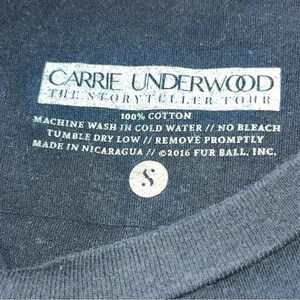 CARRIE UNDERWOOD
THE STORYTELLER TOUR
100% COTTON
MACHINE WASH IN COLD WATER // NO BLEACH
TUMBLE DRY LOW // REMOVE PROMPTLY
MADE IN NICARAGUA // ©2016 FUR BALL, INC.
S